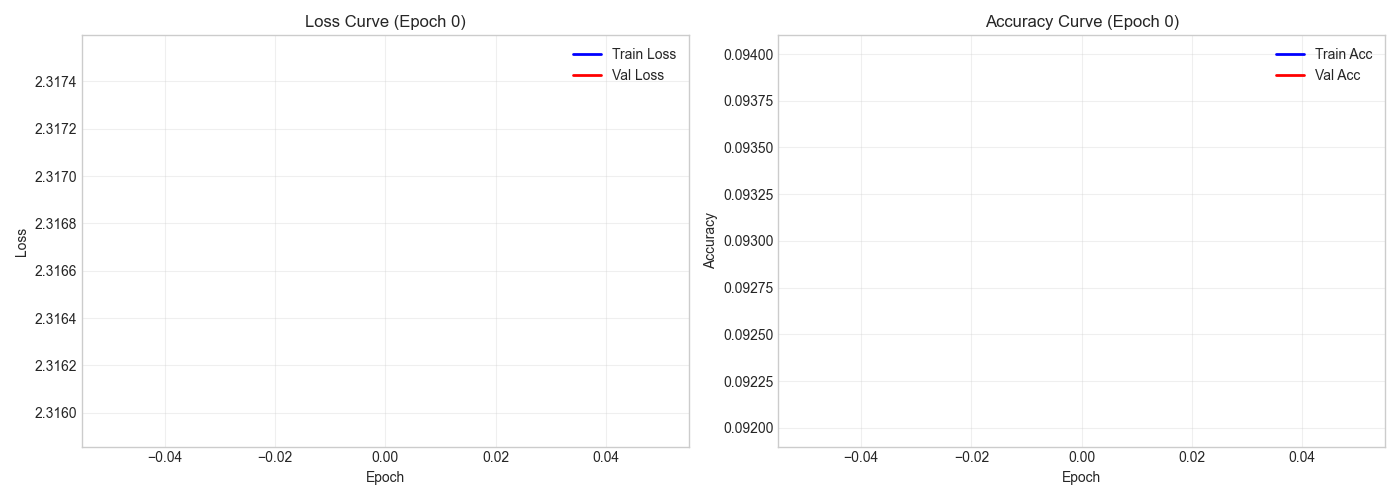 Loss Curve (Epoch 0)
Train Loss
Val Loss
2.3174
2.3172
2.3170
2.3168
2.3166
2.3164
2.3162
2.3160
Loss
−0.04 −0.02 0.00 0.02 0.04
Epoch
Accuracy Curve (Epoch 0)
Train Acc
Val Acc
0.09400
0.09375
0.09350
0.09325
0.09300
0.09275
0.09250
0.09225
0.09200
Accuracy
−0.04 −0.02 0.00 0.02 0.04
Epoch